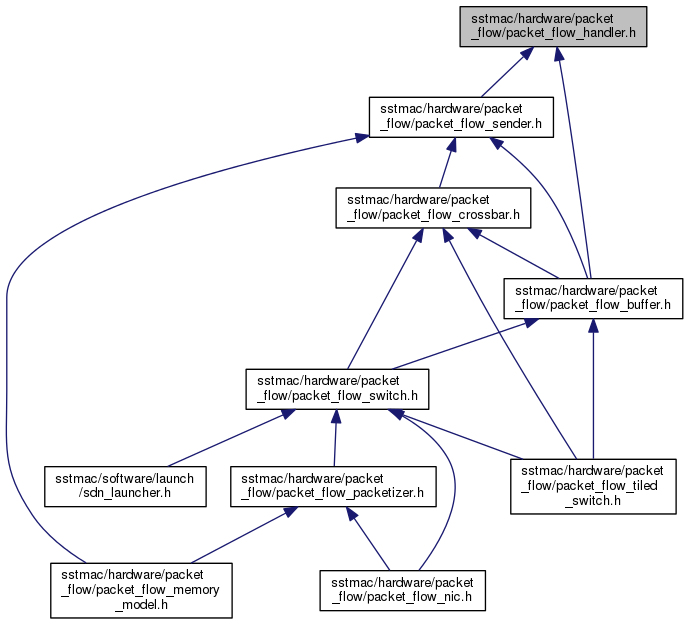 sstmac/hardware/packet
_flow/packet_flow_handler.h
sstmac/hardware/packet
_flow/packet_flow_sender.h
sstmac/hardware/packet
_flow/packet_flow_crossbar.h
sstmac/hardware/packet
_flow/packet_flow_buffer.h
sstmac/hardware/packet
_flow/packet_flow_switch.h
sstmac/software/launch
/sdn_launcher.h
sstmac/hardware/packet
_flow/packet_flow_packetizer.h
sstmac/hardware/packet
_flow/packet_flow_tiled
_switch.h
sstmac/hardware/packet
_flow/packet_flow_memory
_model.h
sstmac/hardware/packet
_flow/packet_flow_nic.h